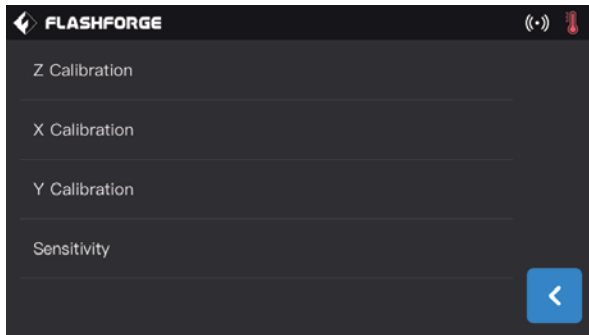 FLASHFORGE
Z Calibration
X Calibration
Y Calibration
Sensitivity